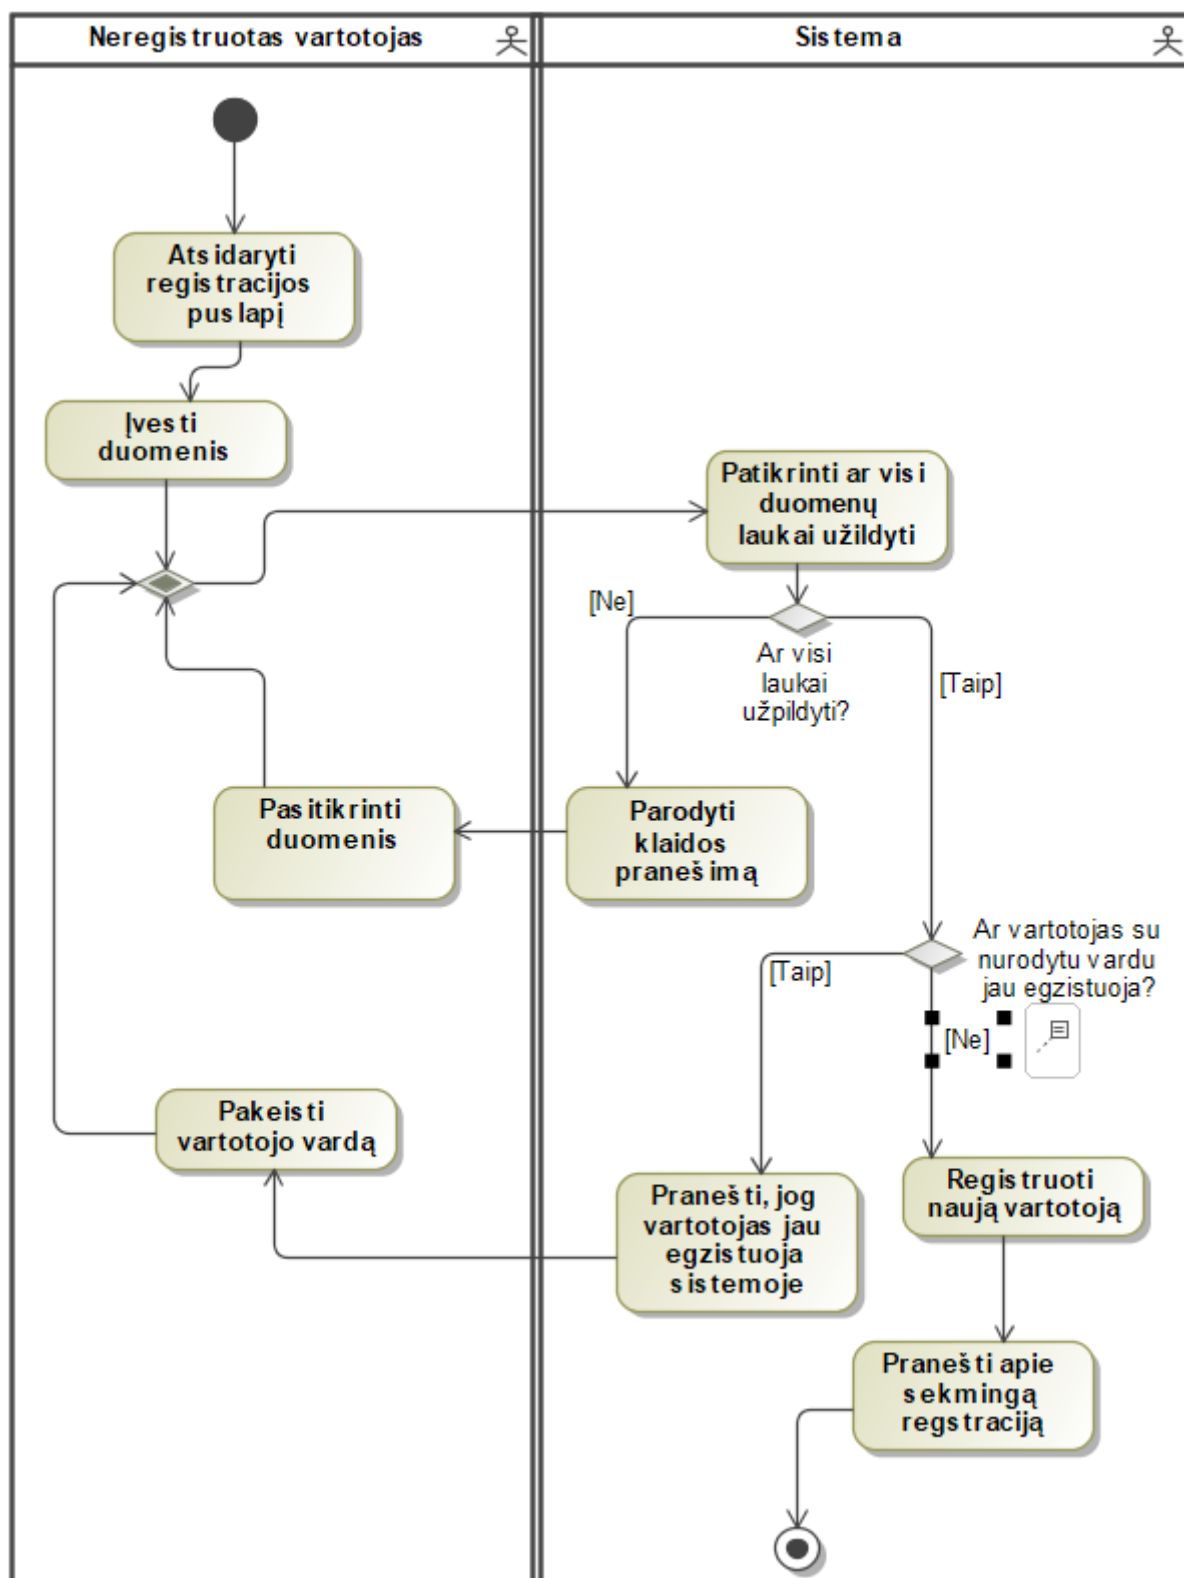 Neregistruotas vartotojas
Sistema
Atsidaryti
registracijos
puslapį
Įvesti
duomenis
Patikrinti ar visi
duomenų
laukai užildyti
[Ne]
Ar visi
laukai
užpildyti?
[Taip]
Pasitikrinti
duomenis
Parodyti
klaidos
pranešimą
Ar vartotojas su
nurodytu vardu
jau egzistuoja?
[Taip]
[Ne]
Pakeisti
vartotojo vardą
Pranešti, jog
vartotojas jau
egzistuoja
sistemoje
Registruoti
naują vartotoją
Pranešti apie
sekmingą
regstraciją